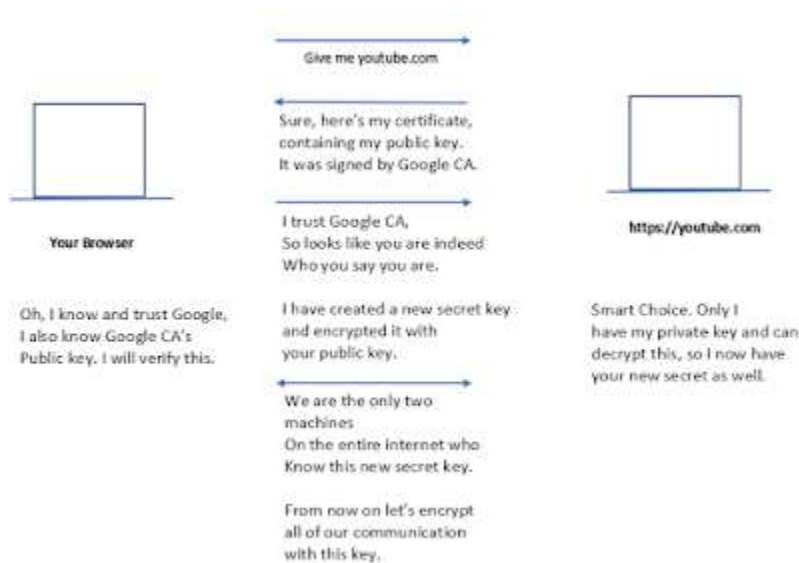 Give me youtube.com
Sure, here's my certificate,
containing my public key.
It was signed by Google CA.
I trust Google CA,
So looks like you are indeed
Who you say you are.
https://youtube.com
Your Browser
Oh, I know and trust Google,
I also know Google CA's
Public key. I will verify this.
I have created a new secret key
and encrypted it with
your public key.
Smart Choice. Only I
have my private key and can
decrypt this, so I now have
your new secret as well.
We are the only two
machines
On the entire internet who
Know this new secret key.
From now on let's encrypt
all of our communication
with this key.